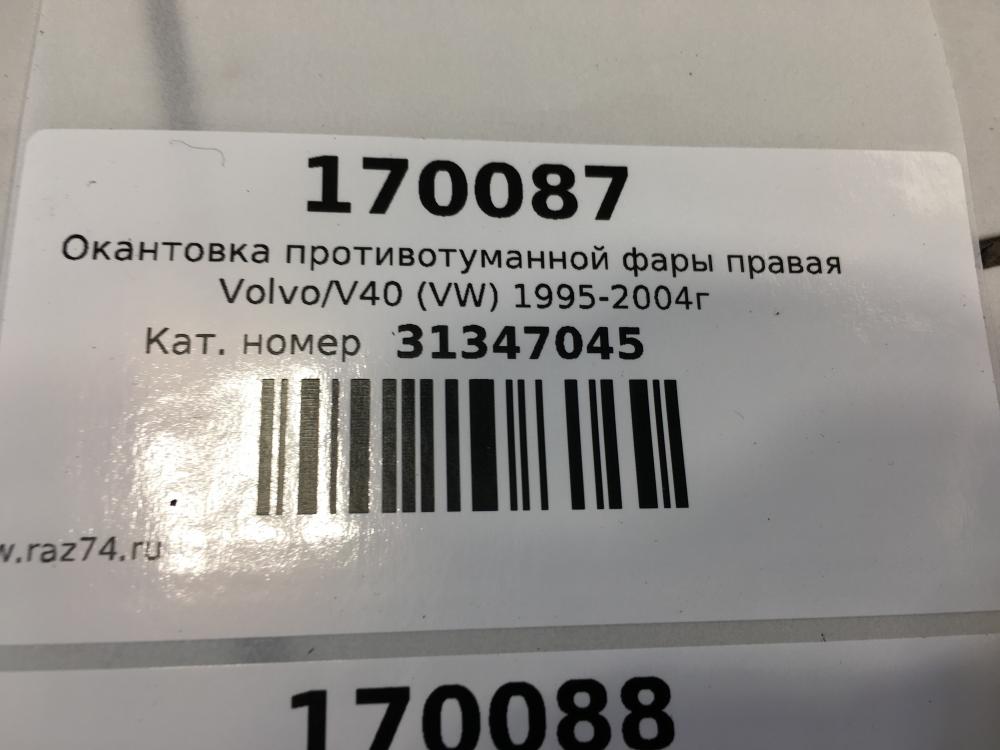 170087
Окантовка противотуманной фары правая
Volvo/V40 (VW) 1995-2004г
Кат. номер 31347045
w.raz74.ru
170088